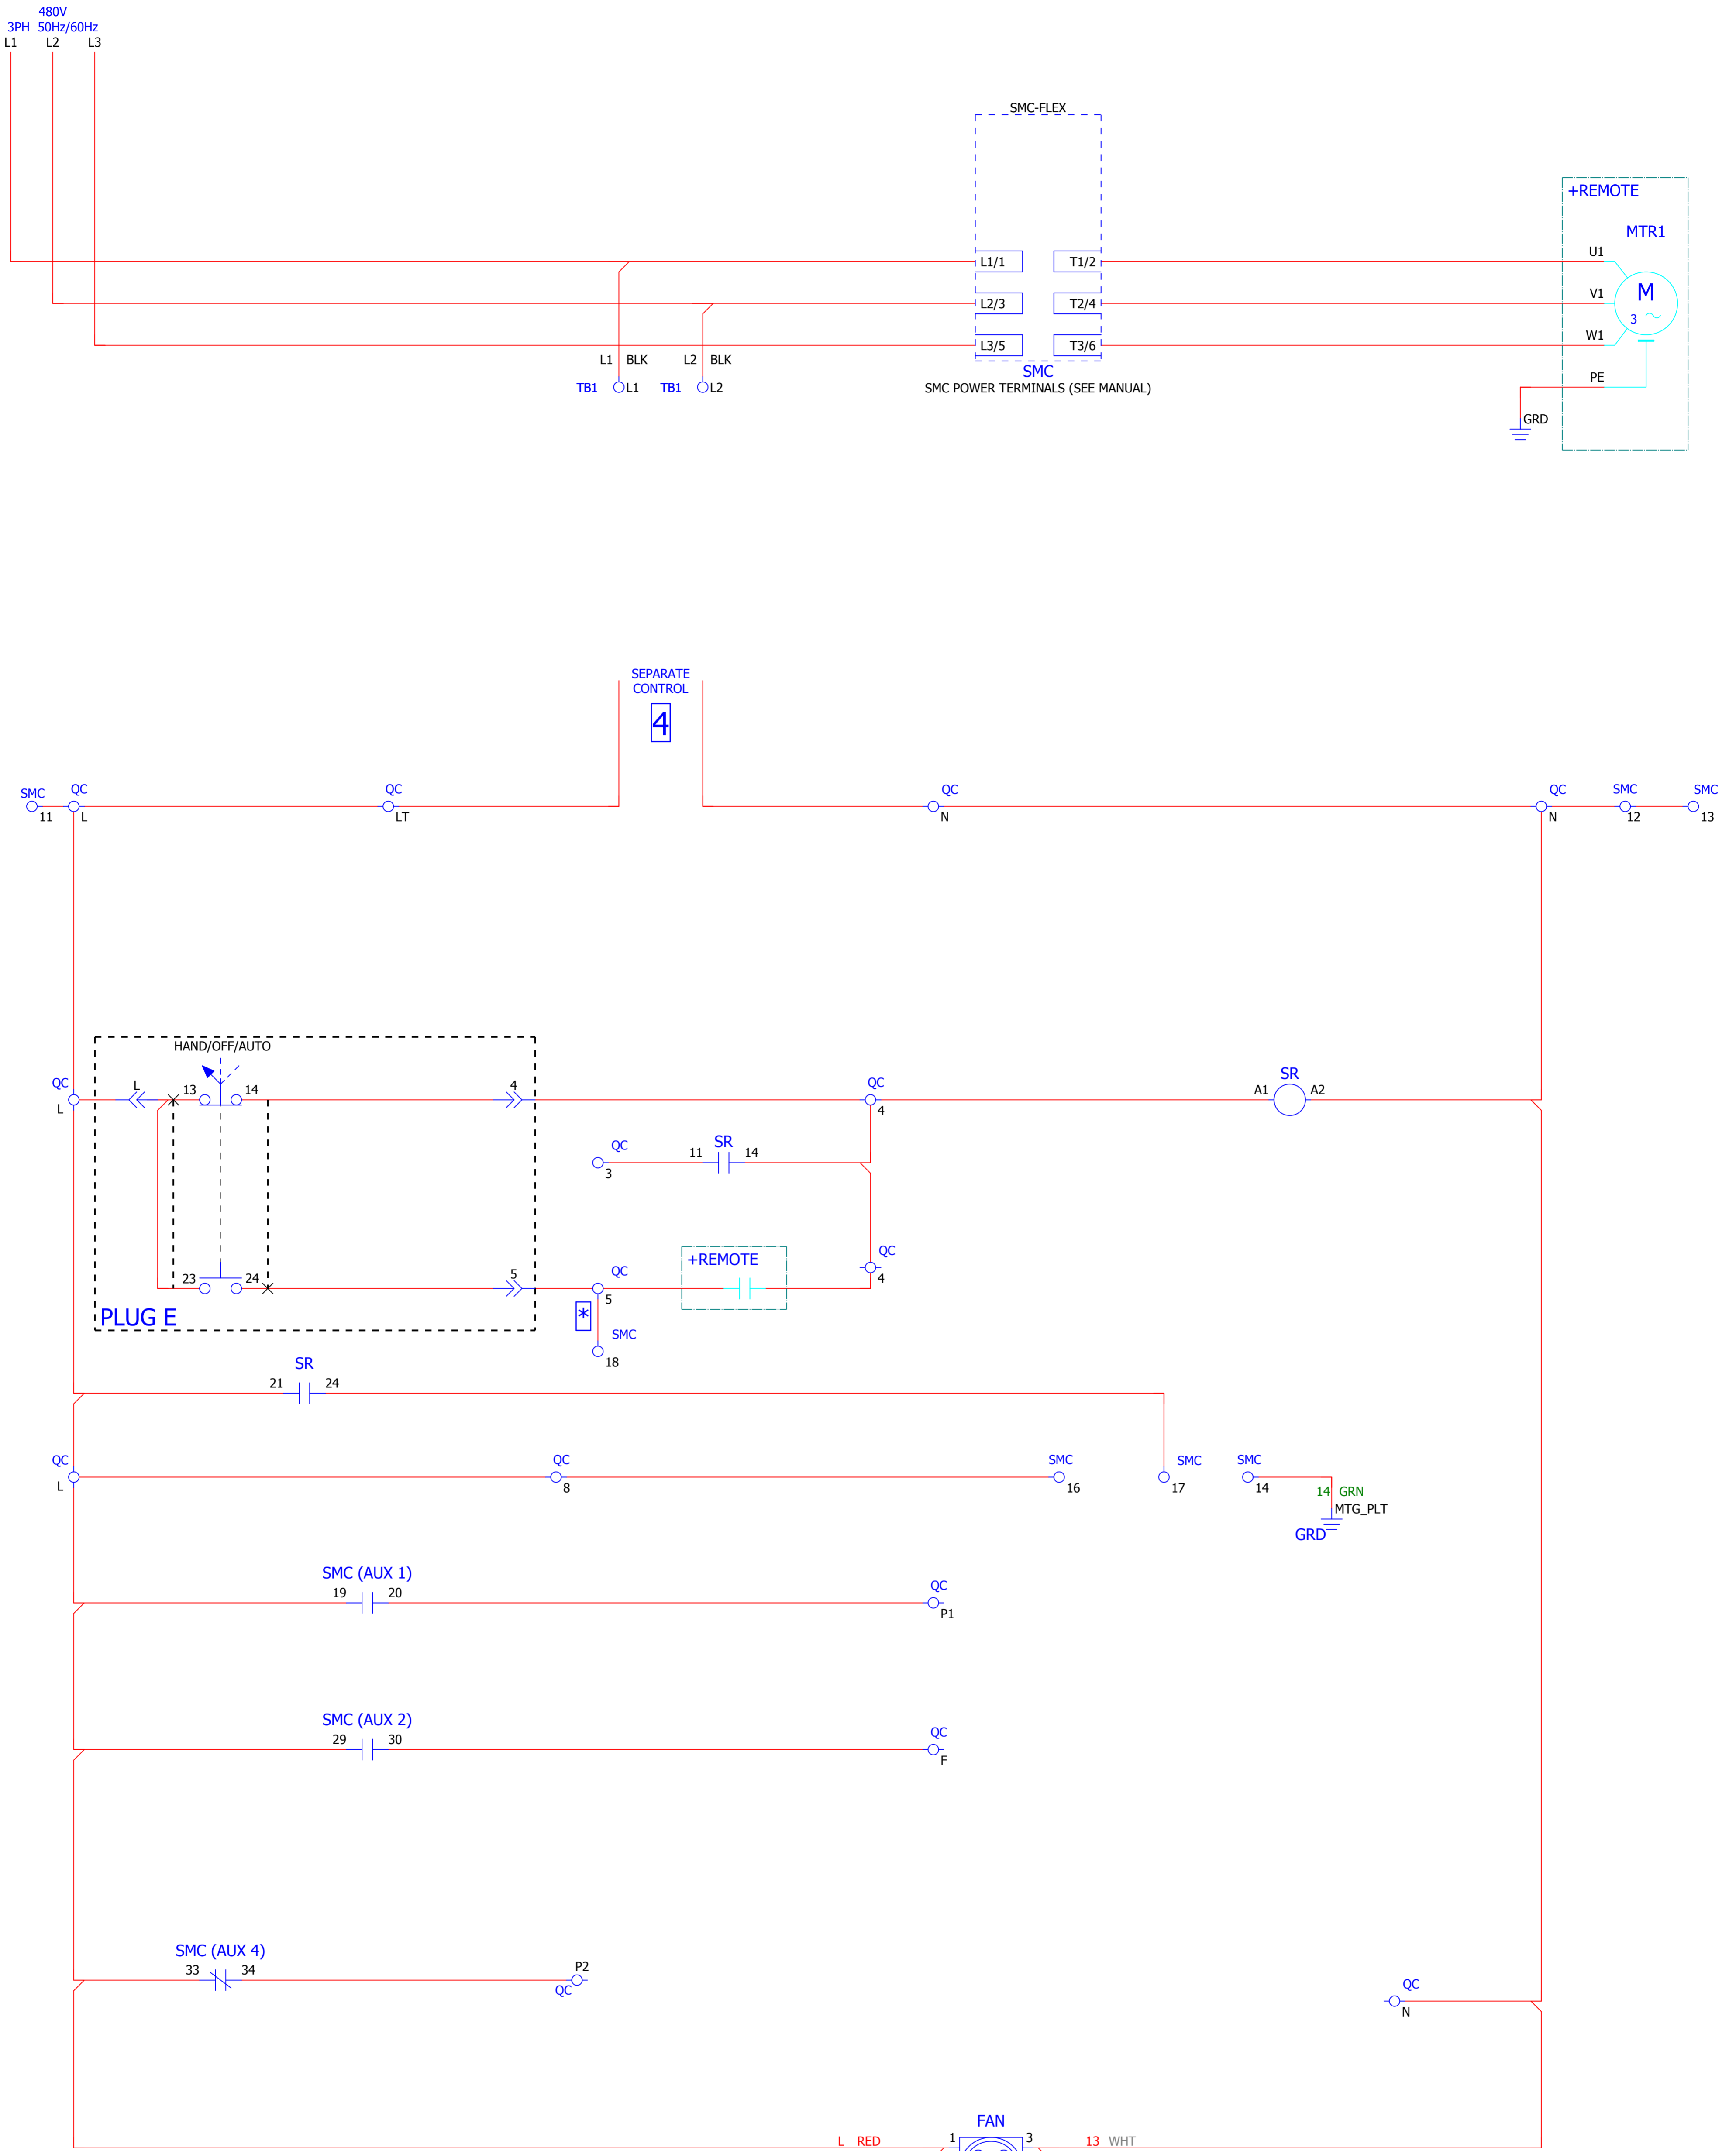 480V
3PH 50Hz/60Hz
L1 L2 L3
SMC-FLEX
+REMOTE
MTR1
L1/1 T1/2 U1
L2/3 T2/4 V1 M
3
L3/5 T3/6 W1
L1 BLK L2 BLK
SMC
PE
TB1 L1 TB1 L2
SMC POWER TERMINALS (SEE MANUAL)
GRD
SEPARATE
CONTROL
4
SMC QC QC QC QC SMC SMC
11 L LT N N 12 13
HAND/OFF/AUTO
QC L 13 14 4 QC SR
L 4 A1 A2
QC 11 SR 14
3
+REMOTE QC
4
23 24 5 QC
5
PLUG E
*
SMC
18
SR
21 24
QC QC SMC SMC SMC
L 8 16 17 14
14 GRN
MTG_PLT
GRD
SMC (AUX 1)
19 20 QC
P1
SMC (AUX 2)
29 30 QC
F
SMC (AUX 4)
33 34 P2
QC
QC
N
FAN
L RED 1 3 13 WHT